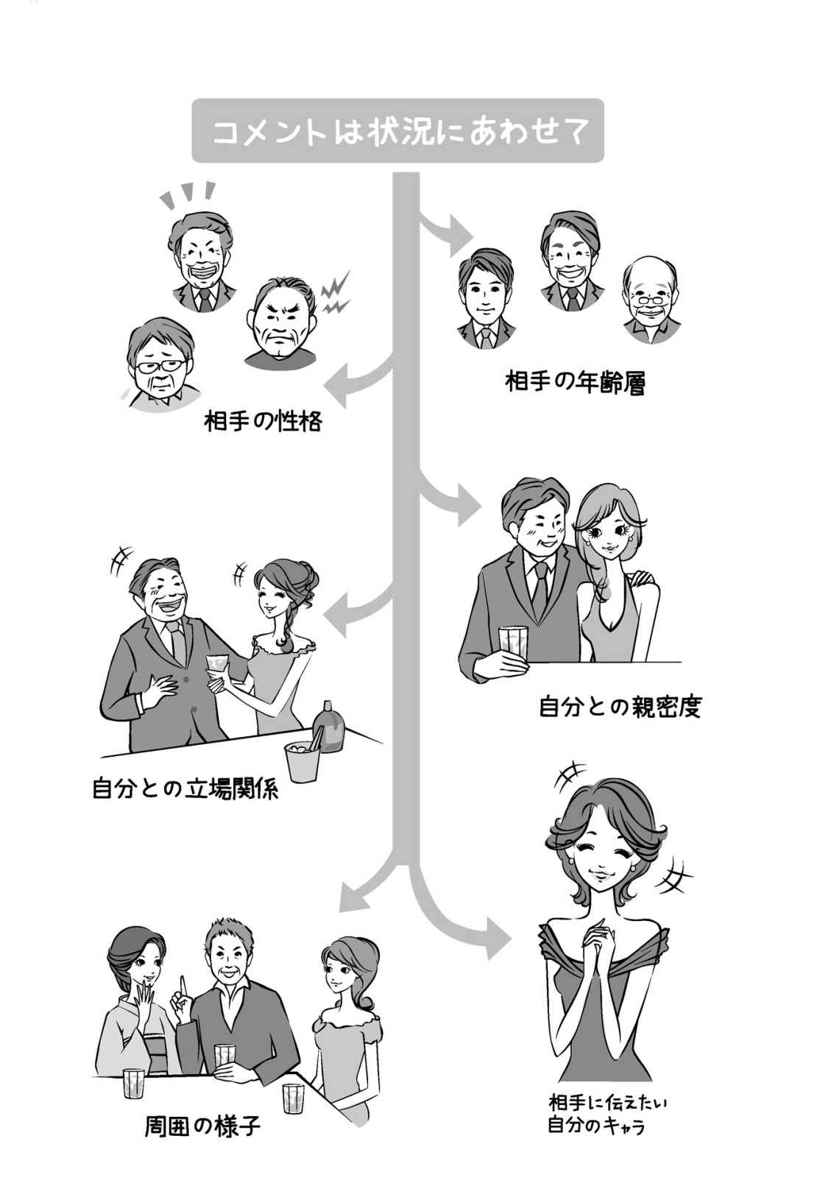 コメントは状況にあわせて
相手の年齢層
相手の性格
自分との親密度
自分との立場関係
相手に伝えたい
自分のキャラ
周囲の様子